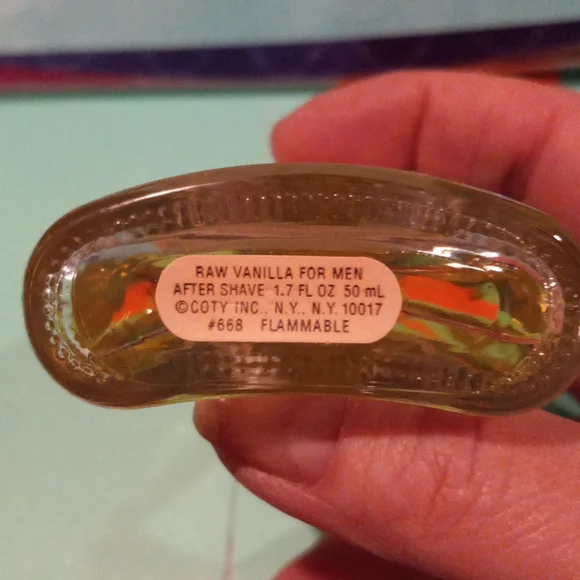 RAW VANILLA FOR MEN
AFTER SHAVE 1.7 FL OZ 50 mL
©COTY INC., N.Y., N.Y. 10017
#668 FLAMMABLE